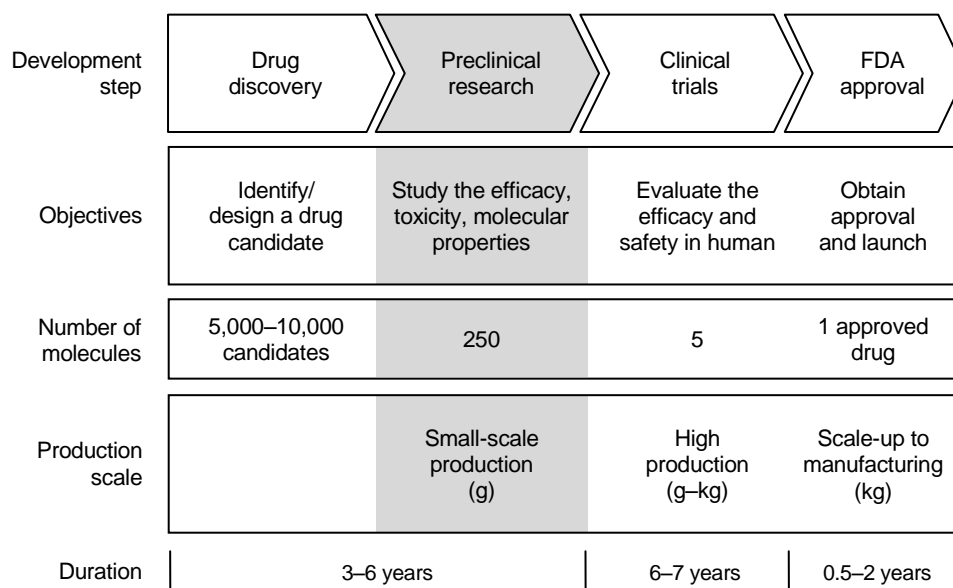 Development
step
Drug
discovery
Preclinical
research
Clinical
trials
FDA
approval
Objectives
Identify/
design a drug
candidate
Study the efficacy,
toxicity, molecular
properties
Evaluate the
efficacy and
safety in human
Obtain
approval
and launch
Number of
molecules
5,000–10,000
candidates
250
5
1 approved
drug
Production
scale
Small-scale
production
(g)
High
production
(g–kg)
Scale-up to
manufacturing
(kg)
Duration
3–6 years
6–7 years
0.5–2 years